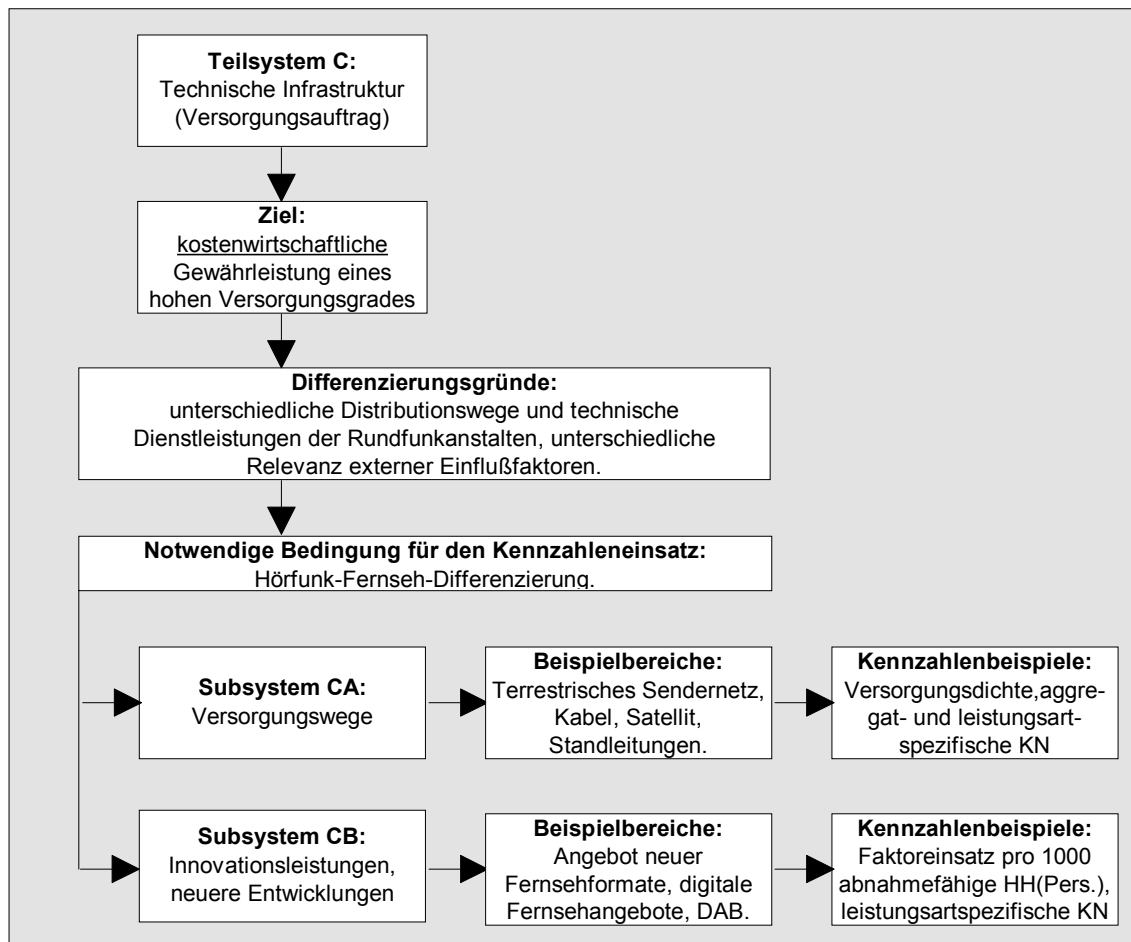 Teilsystem C:
Technische Infrastruktur
(Versorgungsauftrag)
Ziel:
kostenwirtschaftliche
Gewährleistung eines
hohen Versorgungsgrades
Differenzierungsgründe:
unterschiedliche Distributionswege und technische
Dienstleistungen der Rundfunkanstalten, unterschiedliche
Relevanz externer Einflußfaktoren.
Notwendige Bedingung für den Kennzahleneinsatz:
Hörfunk-Fernseh-Differenzierung.
Subsystem CA:
Versorgungswege
Beispielbereiche:
Terrestrisches Sendernetz,
Kabel, Satellit,
Standleitungen.
Kennzahlenbeispiele:
Versorgungsdichte,aggre-
gat- und leistungsart-
spezifische KN
Subsystem CB:
Innovationsleistungen,
neuere Entwicklungen
Beispielbereiche:
Angebot neuer
Fernsehformate, digitale
Fernsehangebote, DAB.
Kennzahlenbeispiele:
Faktoreinsatz pro 1000
abnahmefähige HH(Pers.),
leistungsartspezifische KN